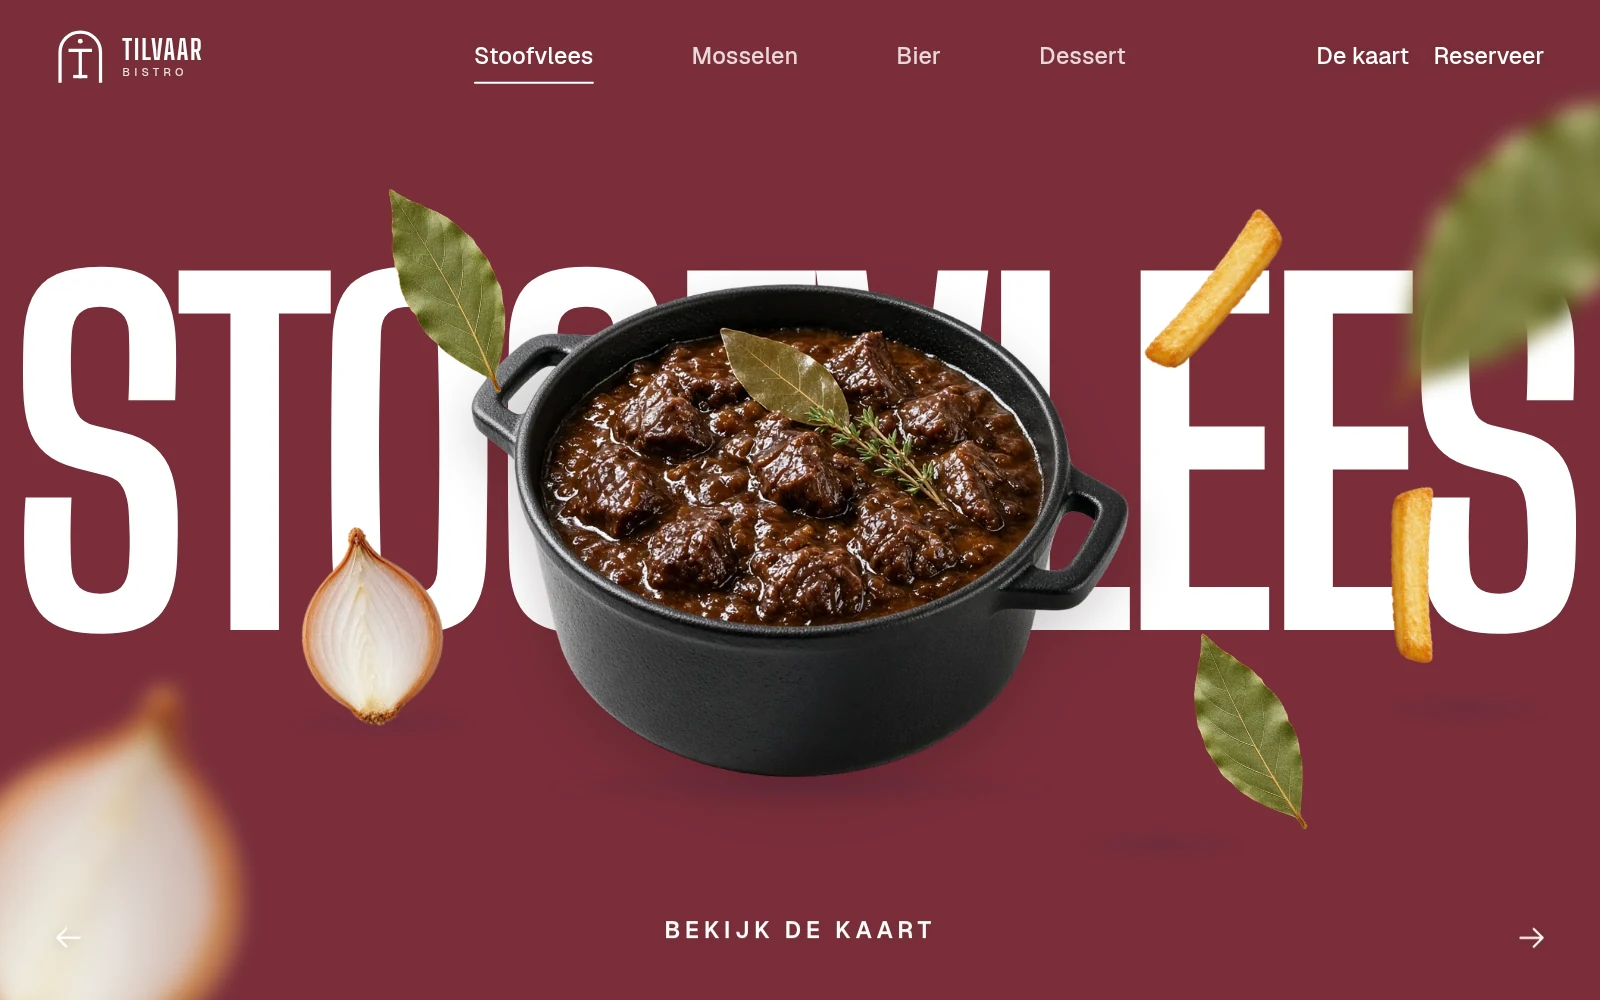 TILVAAR
BISTRO
Stoofvlees
Mosselen
Bier
Dessert
De kaart
Reserveer
STOOFVLEES
BEKIJK DE KAART